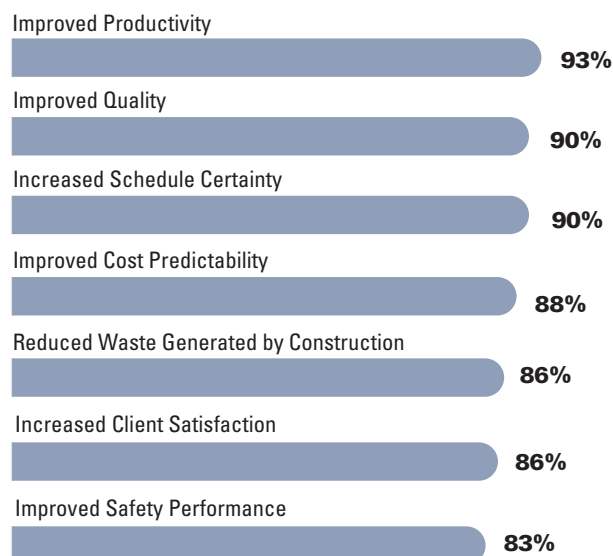 Improved Productivity
93%
Improved Quality
90%
Increased Schedule Certainty
90%
Improved Cost Predictability
88%
Reduced Waste Generated by Construction
86%
Increased Client Satisfaction
86%
Improved Safety Performance
83%